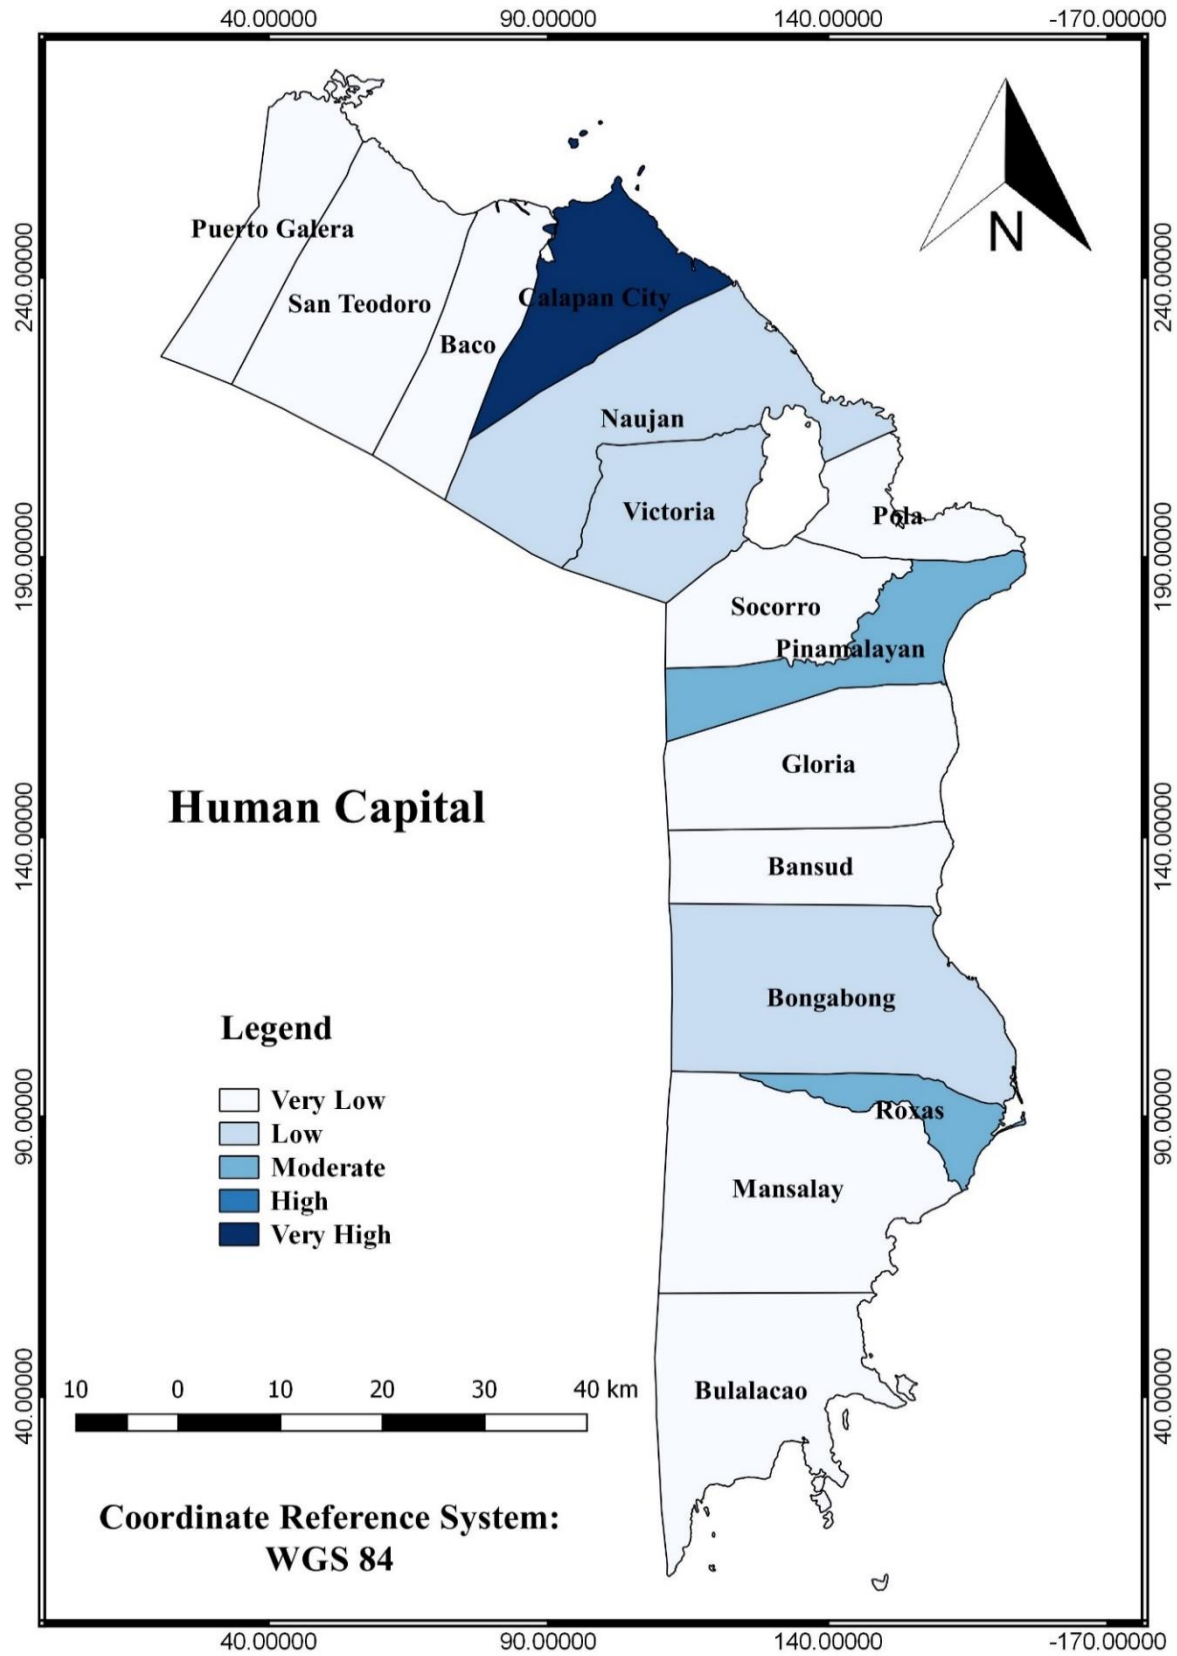 40.00000 90.00000 140.00000 -170.00000
N
Puerto Galera
240.00000 240.00000
San Teodoro
Calapan City
Baco
Naujan
Victoria
Pola
190.00000 190.00000
Socorro
Pinamalayan
Gloria
Human Capital
140.00000 140.00000
Bansud
Bongabong
Legend
Very Low
Low
Moderate
High
Very High
Roxas
90.00000 90.00000
Mansalay
10 0 10 20 30 40 km
Bulalacao
40.00000 40.00000
Coordinate Reference System:
WGS 84
40.00000 90.00000 140.00000 -170.00000